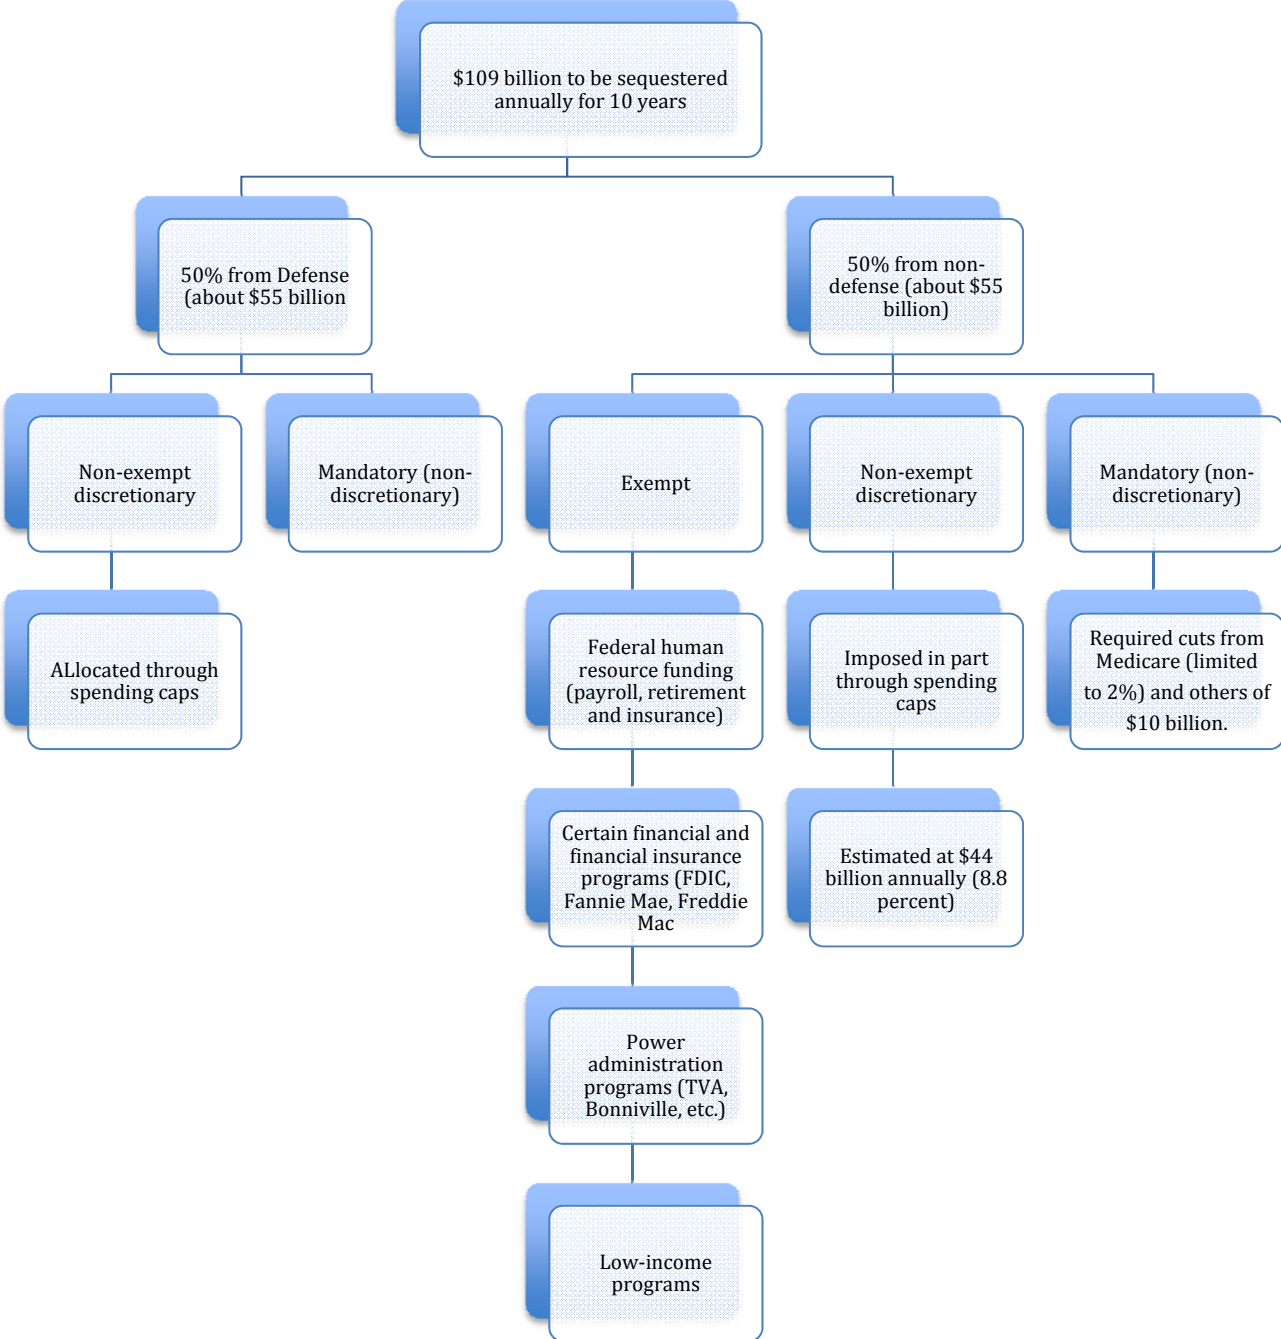 $109 billion to be sequestered
annually for 10 years
50% from Defense
(about $55 billion
50% from non-
defense (about $55
billion)
Non-exempt
discretionary
Mandatory (non-
discretionary)
Exempt
Non-exempt
discretionary
Mandatory (non-
discretionary)
ALlocated through
spending caps
Federal human
resource funding
(payroll, retirement
and insurance)
Imposed in part
through spending
caps
Required cuts from
Medicare (limited
to 2%) and others of
$10 billion.
Certain financial and
financial insurance
programs (FDIC,
Fannie Mae, Freddie
Mac
Estimated at $44
billion annually (8.8
percent)
Power
administration
programs (TVA,
Bonniville, etc.)
Low-income
programs